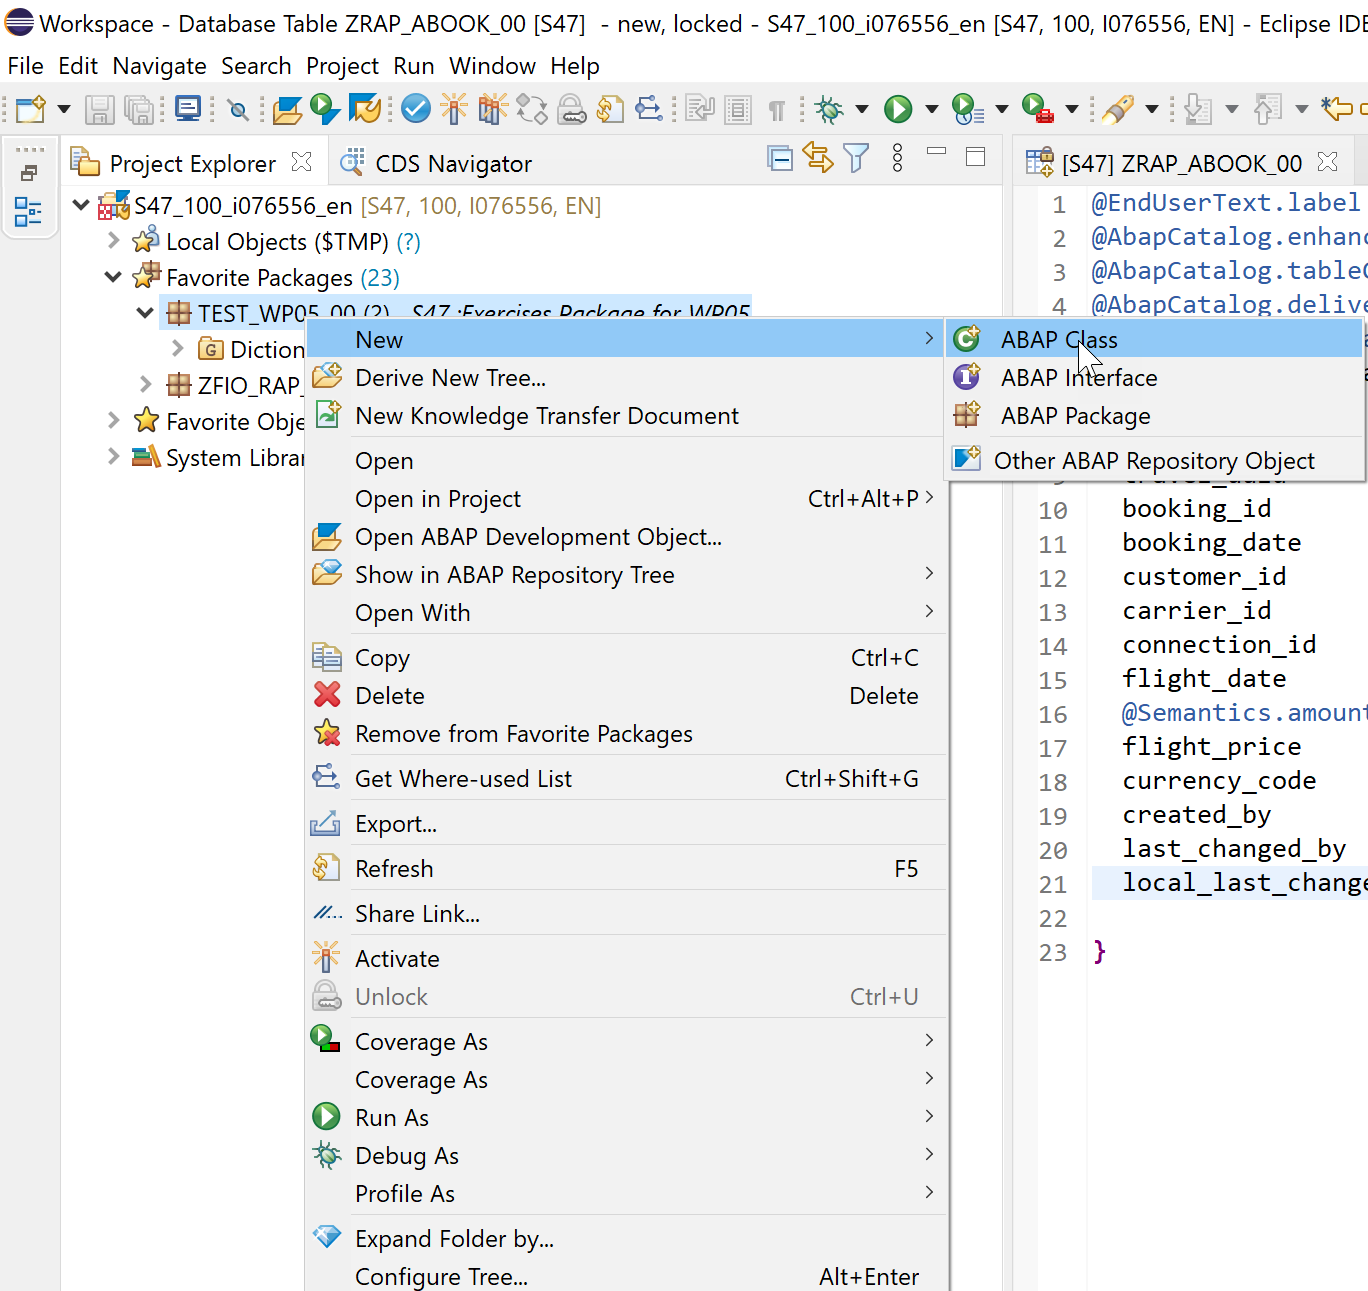 Workspace - Database Table ZRAP_ABOOK_00 [S47]  - new, locked - S47_100_i076556_en [S47, 100, I076556, EN] - Eclipse IDE
File Edit Navigate Search Project Run Window Help
Project Explorer
CDS Navigator
[S47] ZRAP_ABOOK_00
S47_100_i076556_en [S47, 100, I076556, EN]
Local Objects ($TMP) (?)
Favorite Packages (23)
TEST_WP05_00 (2) S47 :Exercises Package for WP05
Diction
ZFIO_RAP_
Favorite Obje
System Librar
New
Derive New Tree...
New Knowledge Transfer Document
Open
Open in Project Ctrl+Alt+P
Open ABAP Development Object...
Show in ABAP Repository Tree
Open With
Copy Ctrl+C
Delete Delete
Remove from Favorite Packages
Get Where-used List Ctrl+Shift+G
Export...
Refresh F5
Share Link...
Activate
Unlock Ctrl+U
Coverage As
Coverage As
Run As
Debug As
Profile As
Expand Folder by...
Configure Tree... Alt+Enter
ABAP Class
ABAP Interface
ABAP Package
Other ABAP Repository Object
1 @EndUserText.label
2 @AbapCatalog.enhanc
3 @AbapCatalog.tableC
4 @AbapCatalog.delive
10 booking_id
11 booking_date
12 customer_id
13 carrier_id
14 connection_id
15 flight_date
16 @Semantics.amount
17 flight_price
18 currency_code
19 created_by
20 last_changed_by
21 local_last_change
22
23 }